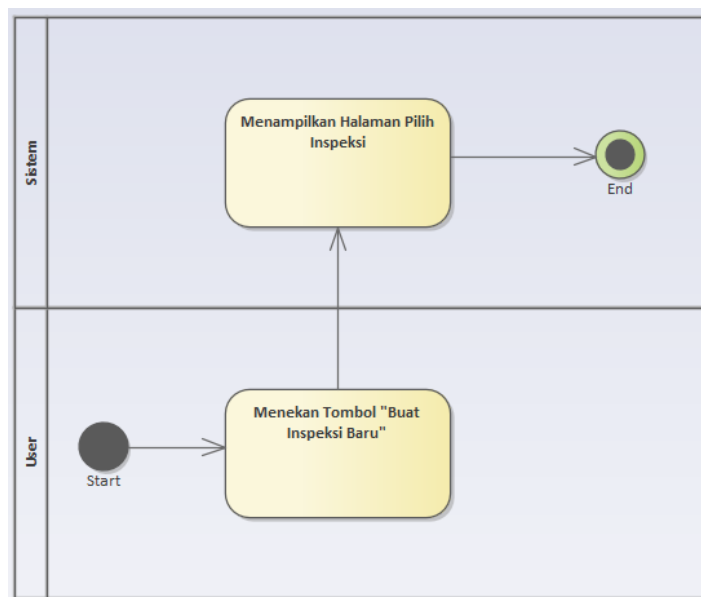 Sistem
Menampilkan Halaman Pilih
Inspeksi
End
User
Menekan Tombol "Buat
Inspeksi Baru"
Start